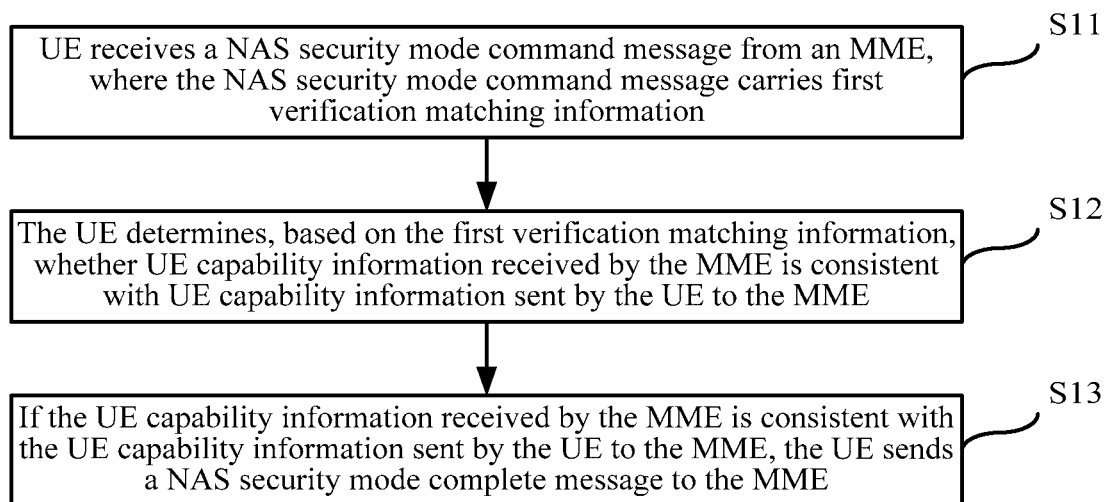 S11
UE receives a NAS security mode command message from an MME,
where the NAS security mode command message carries first
verification matching information
S12
The UE determines, based on the first verification matching information,
whether UE capability information received by the MME is consistent
with UE capability information sent by the UE to the MME
S13
If the UE capability information received by the MME is consistent with
the UE capability information sent by the UE to the MME, the UE sends
a NAS security mode complete message to the MME